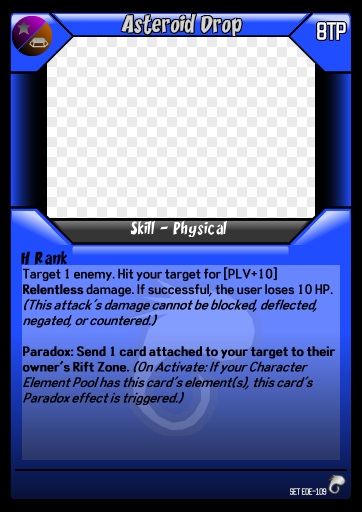 Asteroid Drop
8TP
Skill - Physical
H Rank
Target 1 enemy. Hit your target for [PLV+10]
Relentless damage. If successful, the user loses 10 HP.
(This attack's damage cannot be blocked, deflected,
negated, or countered.)
Paradox: Send 1 card attached to your target to their
owner's Rift Zone. (On Activate: If your Character
Element Pool has this card's element(s), this card's
Paradox effect is triggered.)
SET EOE-109